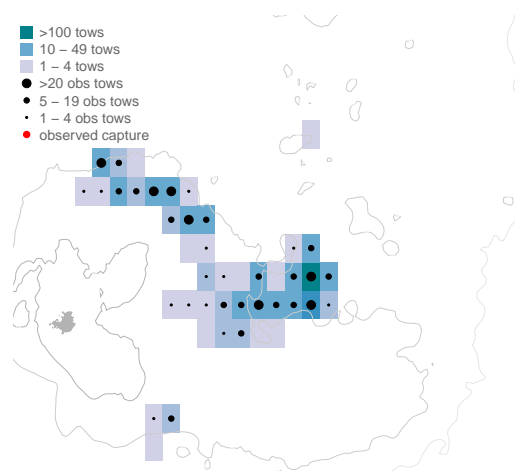 >100 tows
10 – 49 tows
1 – 4 tows
>20 obs tows
5 – 19 obs tows
1 – 4 obs tows
observed capture